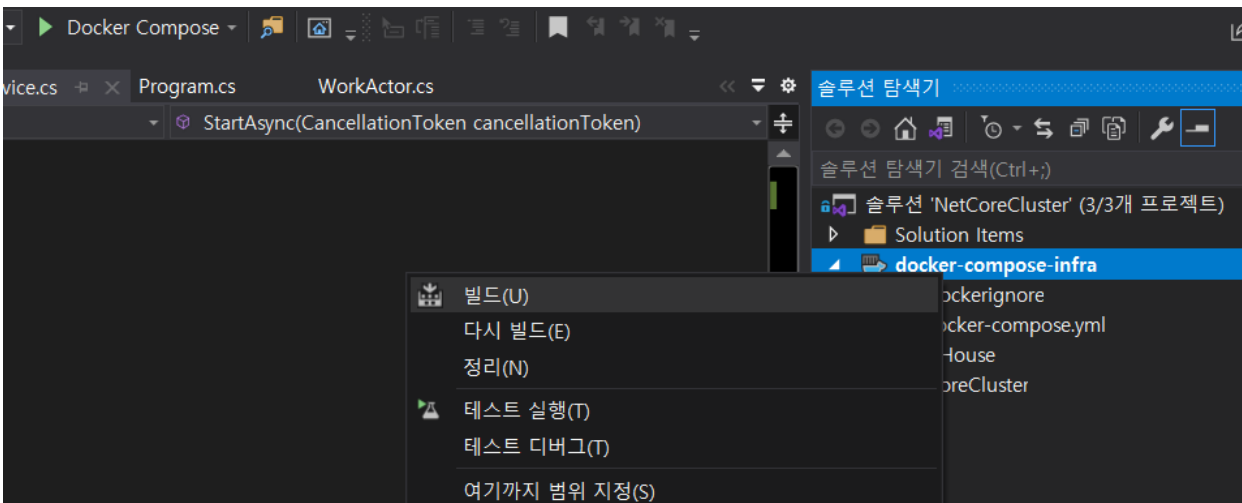 Docker Compose
vice.cs Program.cs WorkActor.cs
StartAsync(CancellationToken cancellationToken)
솔루션 탐색기
솔루션 탐색기 검색(Ctrl+;)
솔루션 'NetCoreCluster' (3/3개 프로젝트)
Solution Items
docker-compose-infra
ockerignore
cker-compose.yml
House
oreCluster
빌드(U)
다시 빌드(E)
정리(N)
테스트 실행(T)
테스트 디버그(T)
여기까지 범위 지정(S)